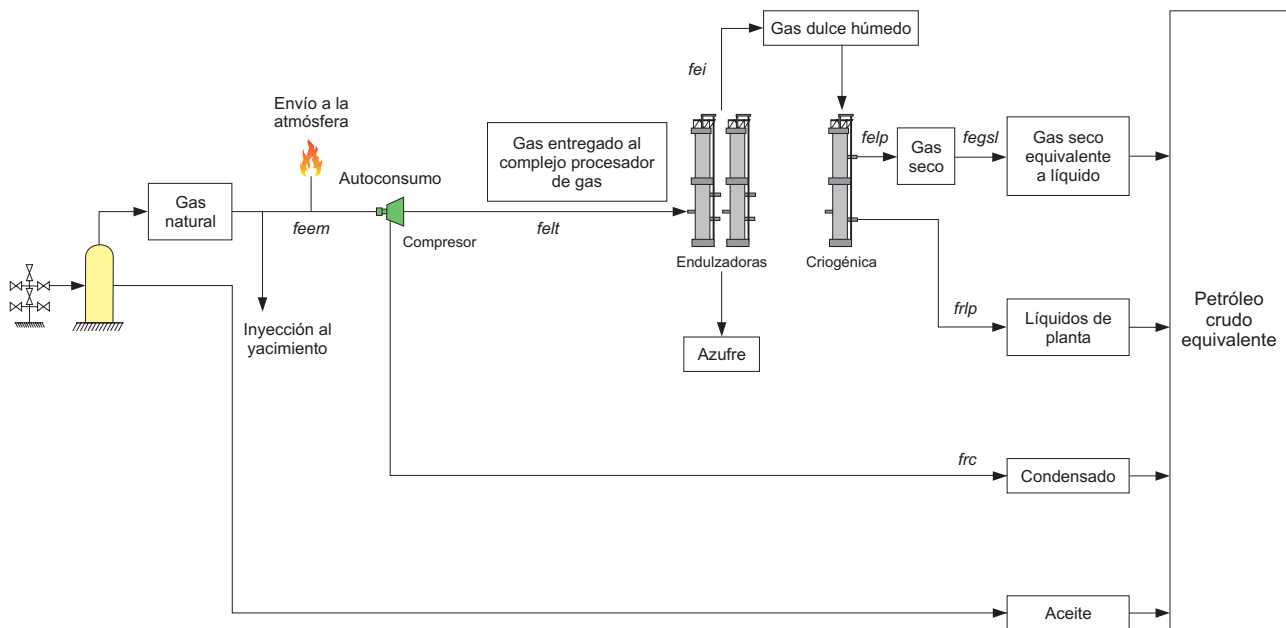 Gas dulce húmedo
fei
Envío a la
atmósfera
Gas entregado al
complejo procesador
de gas
felp
Gas
seco
fegsl
Gas seco
equivalente
a líquido
Autoconsumo
Gas
natural
feem
Compresor
felt
Endulzadoras
Criogénica
Inyección al
yacimiento
Azufre
frlp
Líquidos de
planta
Petróleo
crudo
equivalente
frc
Condensado
Aceite